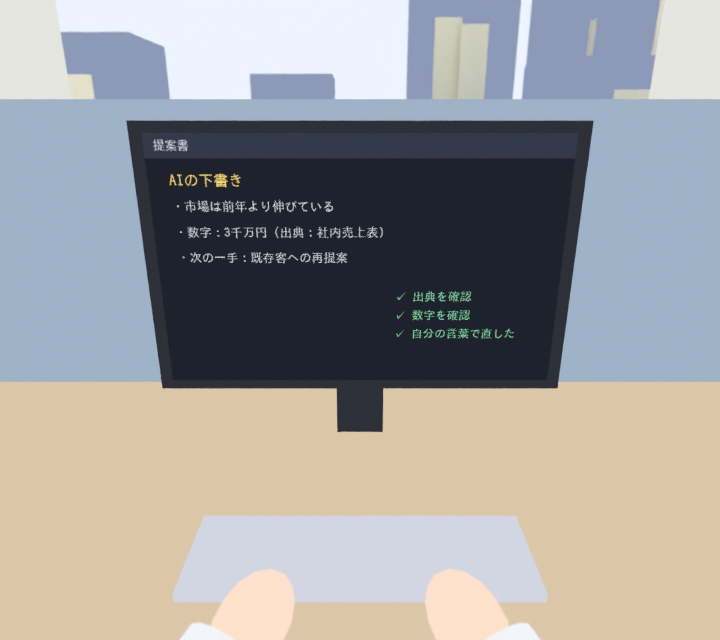 提案書
AIの下書き
・市場は前年より伸びている
・数字：3千万円（出典：社内売上表）
・次の一手：既存客への再提案
✓ 出典を確認
✓ 数字を確認
✓ 自分の言葉で直した